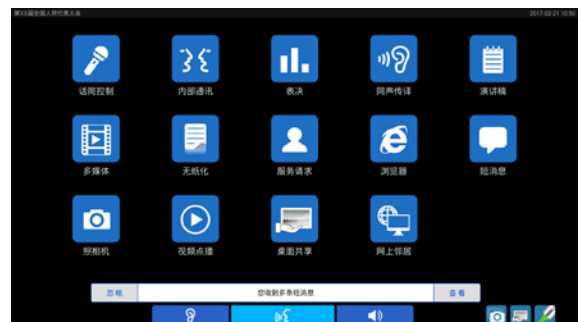 第XX届全国人民代表大会 2017-02-21 10:50
话筒控制 内部通讯 表决 同声传译 演讲稿
多媒体 无纸化 服务请求 浏览器 短消息
照相机 视频点播 桌面共享 网上邻居
忽略 您收到多条短消息 查看